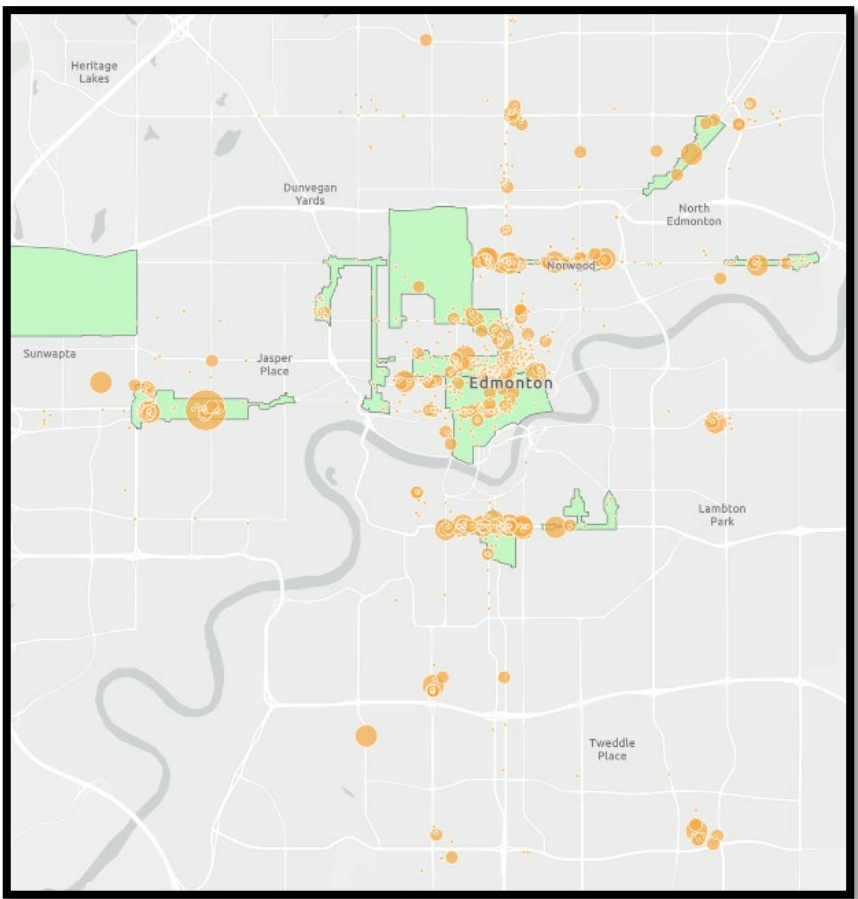 Heritage
Lakes
Dunvegan
Yards
North
Edmonton
Norwood
Sunwapta
Jasper
Place
Edmonton
Lambton
Park
Tweddle
Place